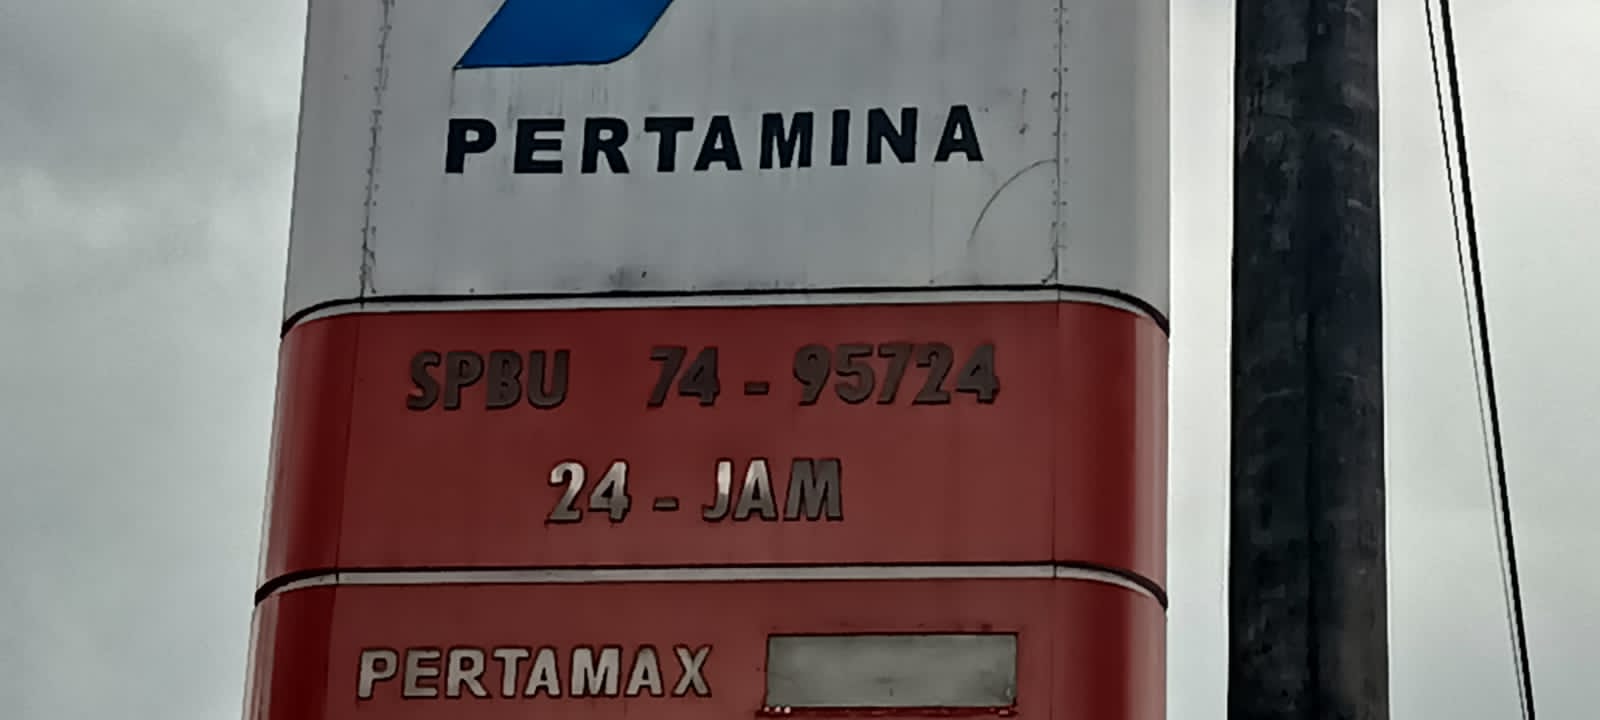 PERTAMINA
SPBU 74 - 95724
24 - JAM
PERTAMAX